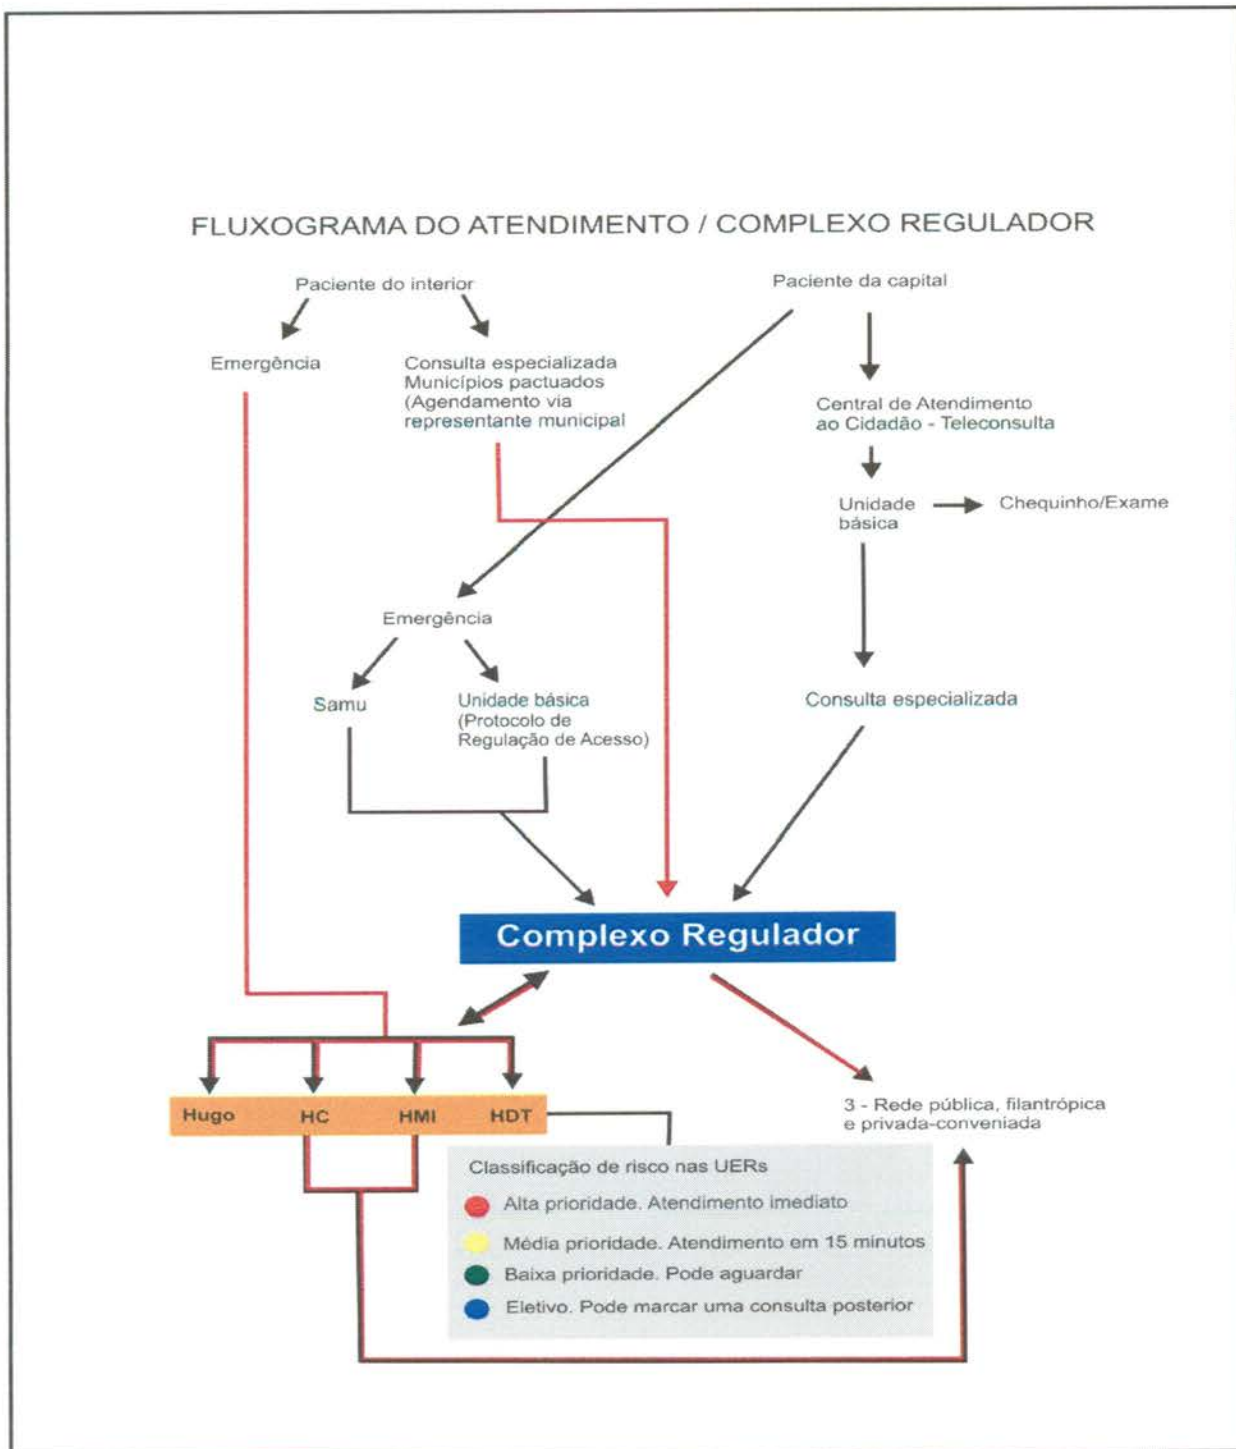 FLUXOGRAMA DO ATENDIMENTO / COMPLEXO REGULADOR
Paciente do interior
Paciente da capital
Emergência
Consulta especializada
Municípios pactuados
(Agendamento via
representante municipal
Central de Atendimento
ao Cidadão - Teleconsulta
Unidade
básica
Chequinho/Exame
Emergência
Samu
Unidade básica
(Protocolo de
Regulação de Acesso)
Consulta especializada
Complexo Regulador
Hugo HC HMI HDT
3 - Rede pública, filantrópica
e privada-conveniada
Classificação de risco nas UERs
Alta prioridade. Atendimento imediato
Média prioridade. Atendimento em 15 minutos
Baixa prioridade. Pode aguardar
Eletivo. Pode marcar uma consulta posterior